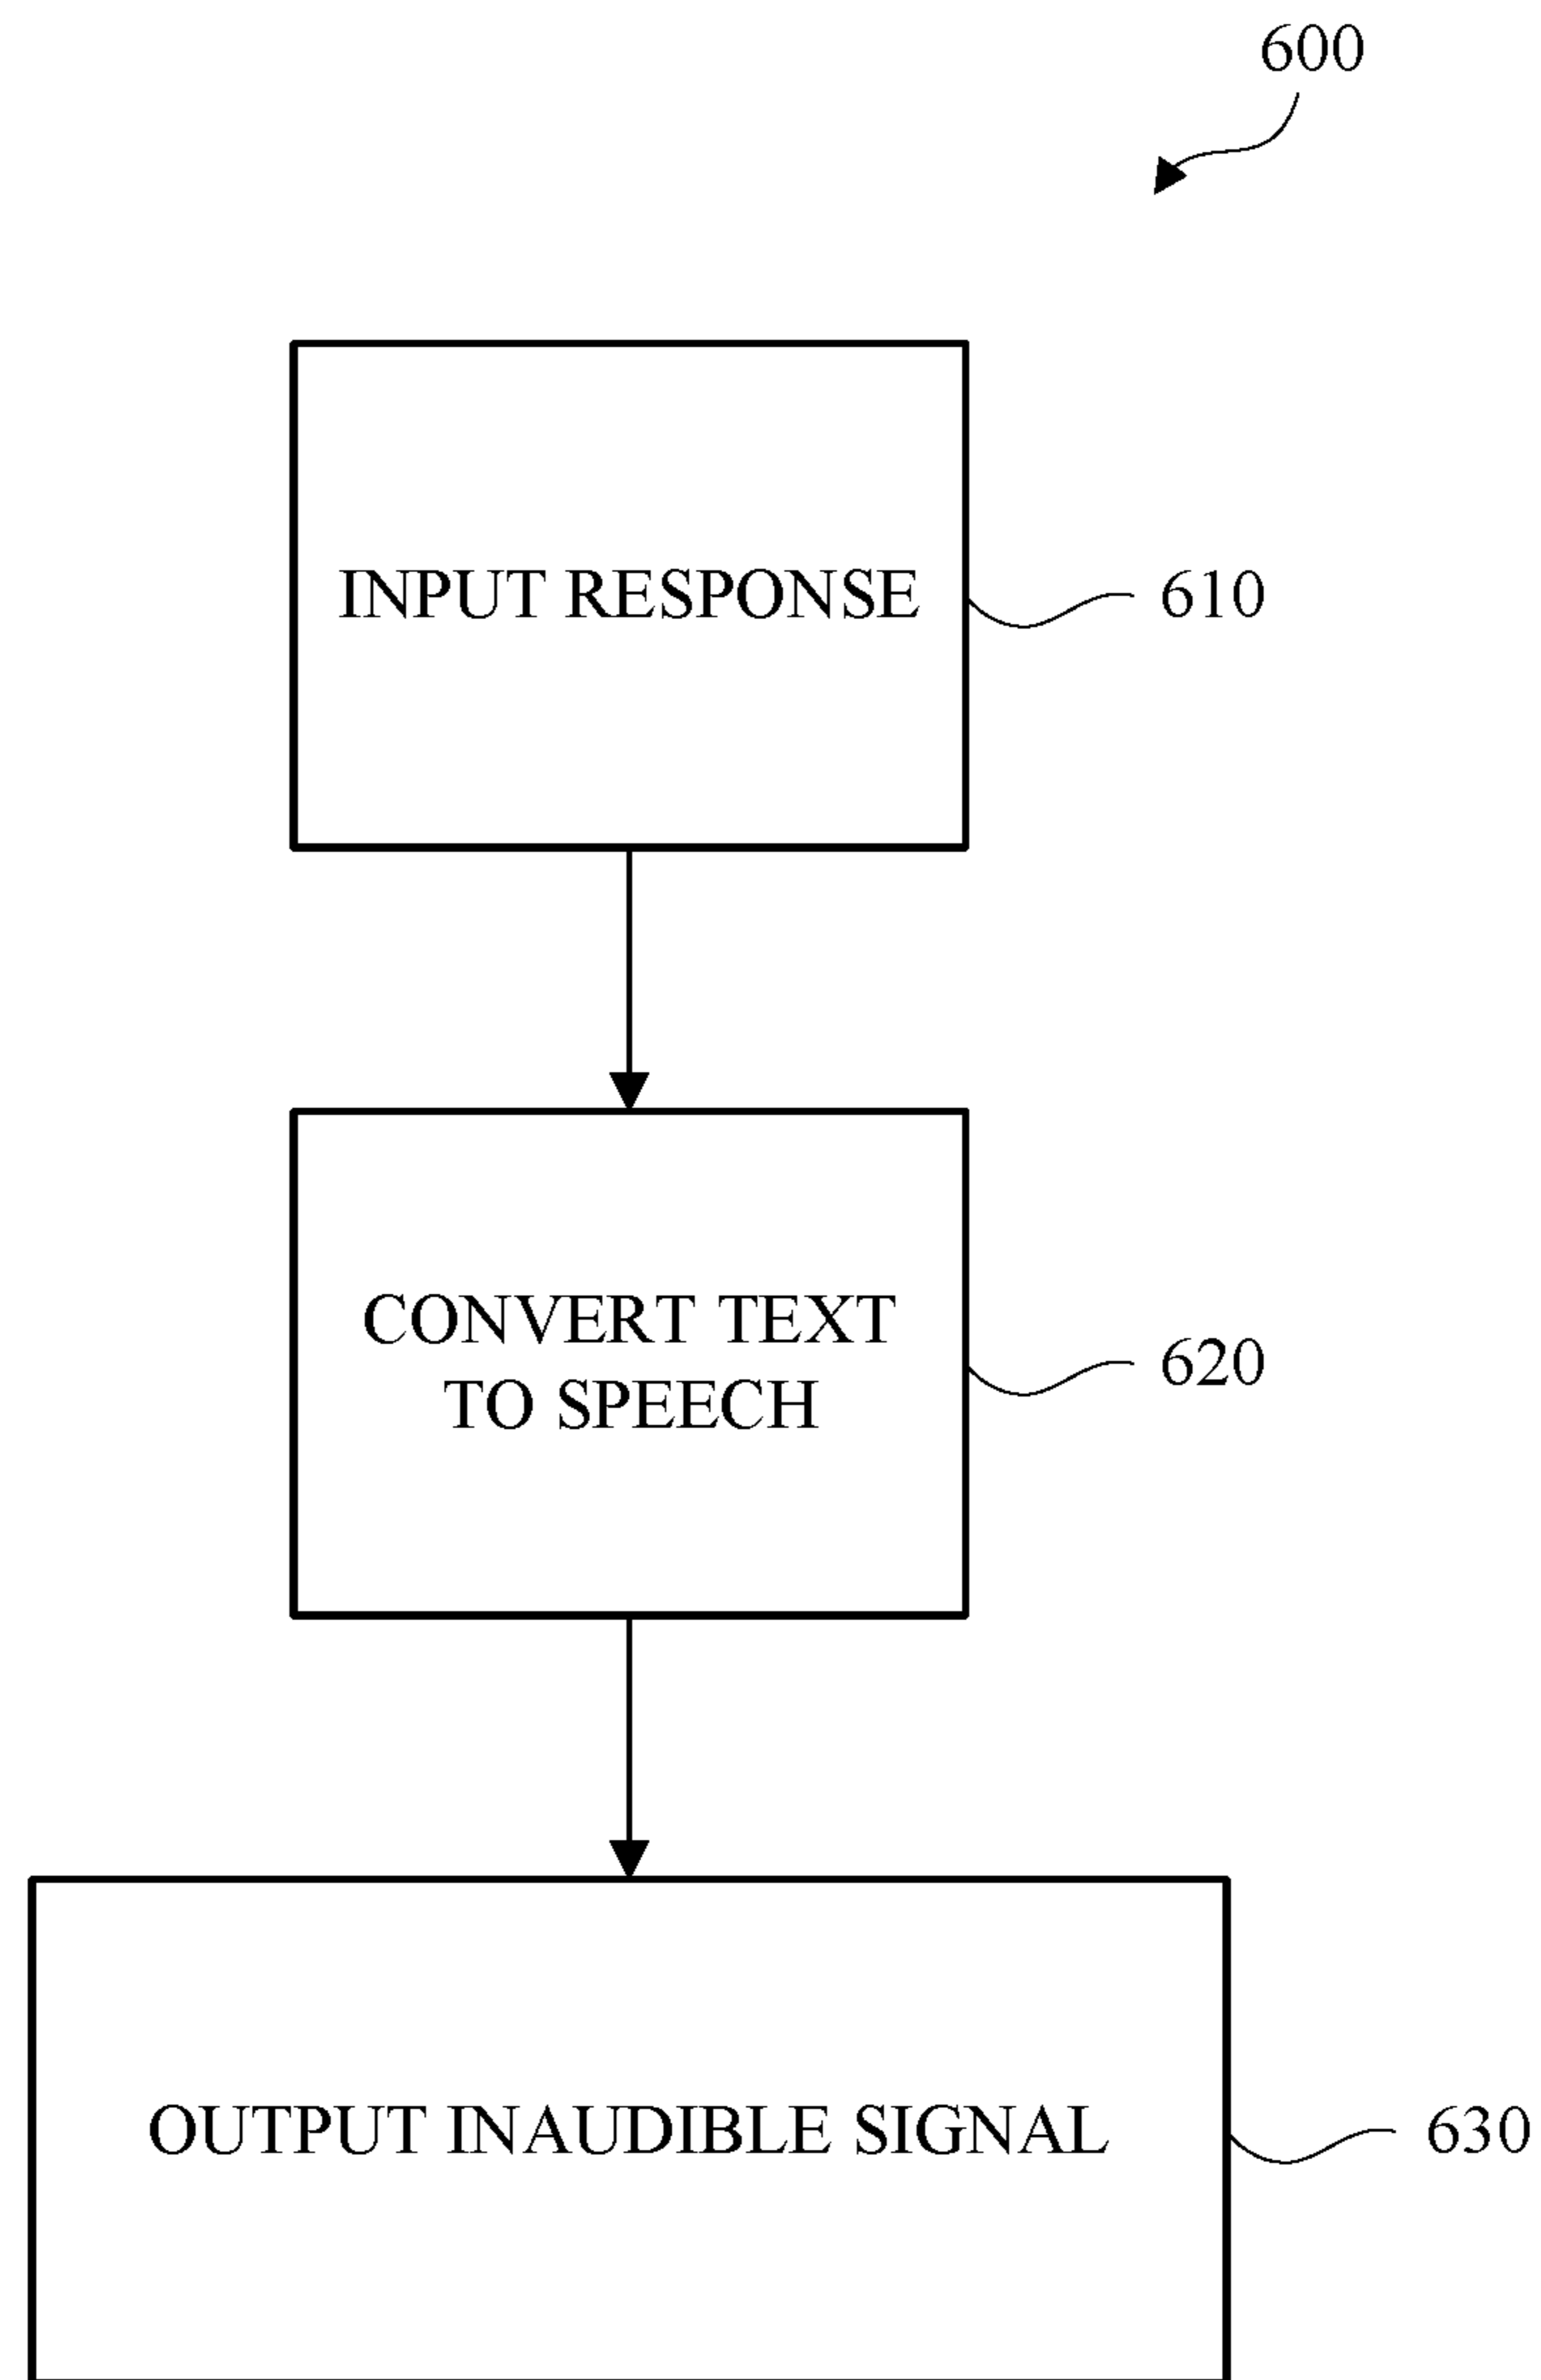 600
INPUT RESPONSE
610
CONVERT TEXT
TO SPEECH
620
OUTPUT INAUDIBLE SIGNAL
630